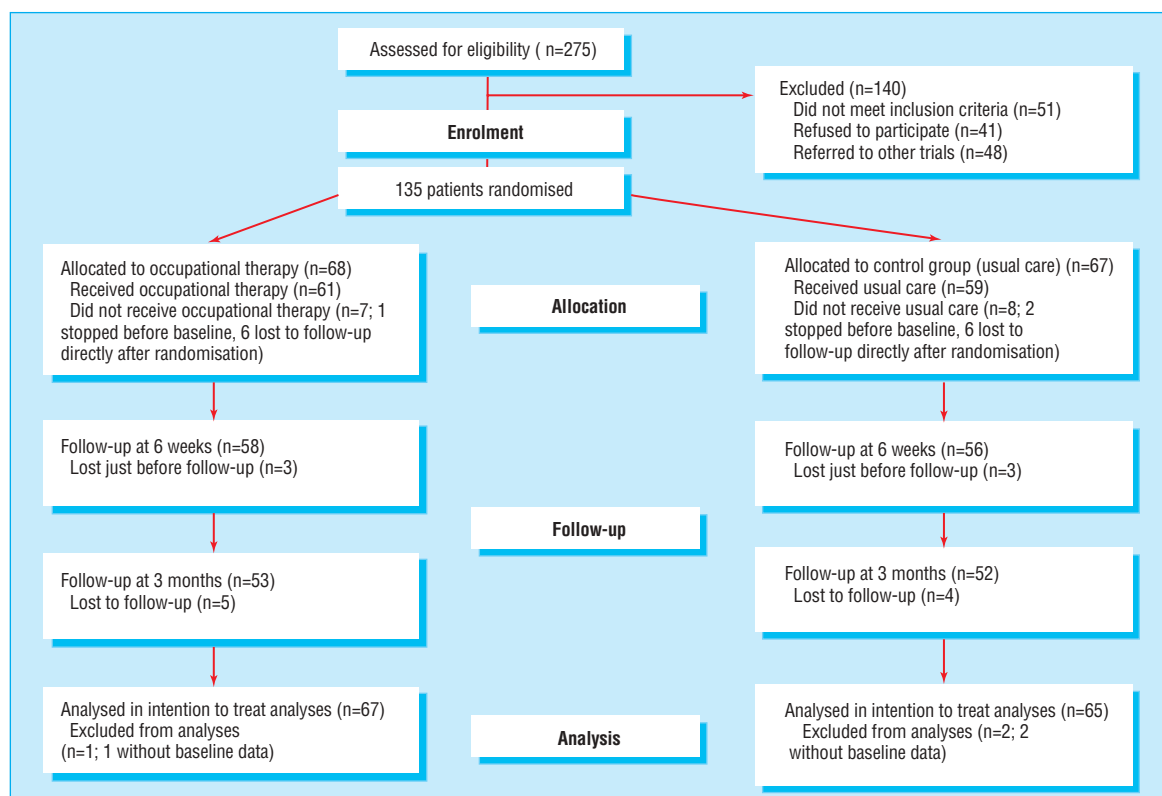 Assessed for eligibility ( n=275)
Excluded (n=140)
Did not meet inclusion criteria (n=51)
Refused to participate (n=41)
Referred to other trials (n=48)
Enrolment
135 patients randomised
Allocated to occupational therapy (n=68)
Received occupational therapy (n=61)
Did not receive occupational therapy (n=7; 1
stopped before baseline, 6 lost to follow-up
directly after randomisation)
Allocation
Allocated to control group (usual care) (n=67)
Received usual care (n=59)
Did not receive usual care (n=8; 2
stopped before baseline, 6 lost to
follow-up directly after randomisation)
Follow-up at 6 weeks (n=58)
Lost just before follow-up (n=3)
Follow-up at 6 weeks (n=56)
Lost just before follow-up (n=3)
Follow-up
Follow-up at 3 months (n=53)
Lost to follow-up (n=5)
Follow-up at 3 months (n=52)
Lost to follow-up (n=4)
Analysed in intention to treat analyses (n=67)
Excluded from analyses
(n=1; 1 without baseline data)
Analysis
Analysed in intention to treat analyses (n=65)
Excluded from analyses (n=2; 2
without baseline data)